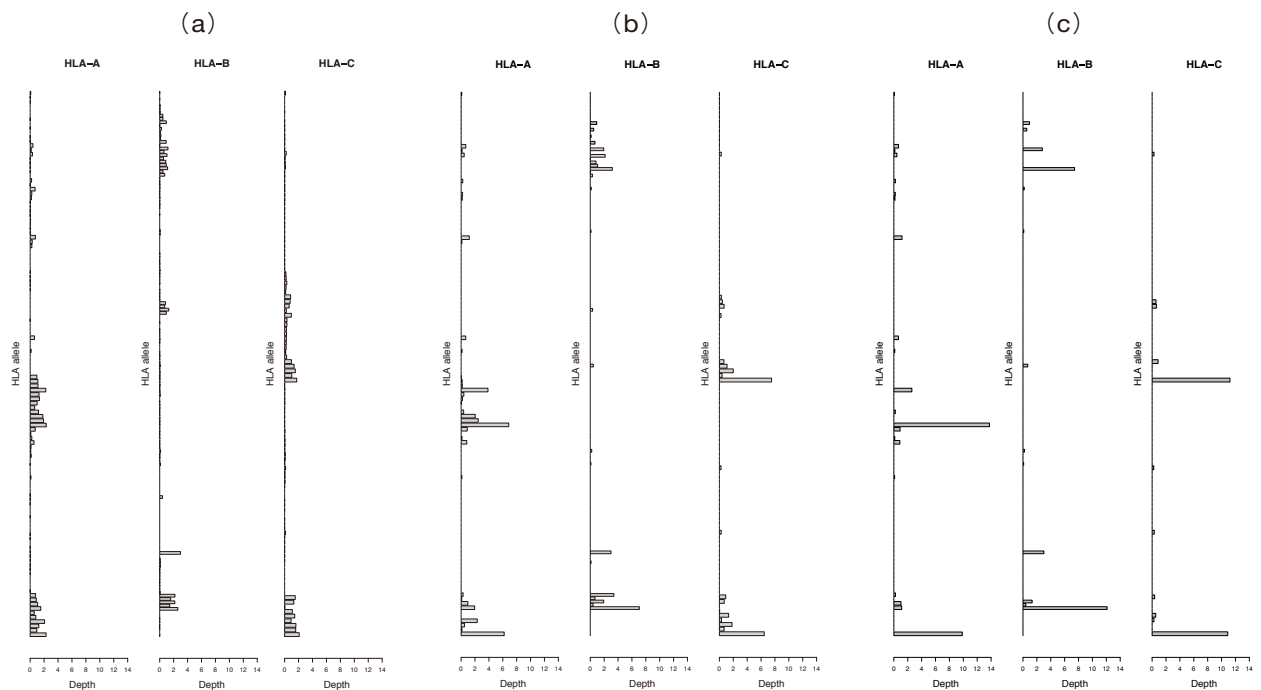 (a) (b) (c)
HLA–A HLA–B HLA–C HLA–A HLA–B HLA–C HLA–A HLA–B HLA–C
HLA allele HLA allele HLA allele HLA allele HLA allele HLA allele HLA allele HLA allele HLA allele
0 2 4 6 8 10 12 14 0 2 4 6 8 10 12 14 0 2 4 6 8 10 12 14 0 2 4 6 8 10 12 14 0 2 4 6 8 10 12 14 0 2 4 6 8 10 12 14 0 2 4 6 8 10 12 14 0 2 4 6 8 10 12 14 0 2 4 6 8 10 12 14
Depth Depth Depth Depth Depth Depth Depth Depth Depth